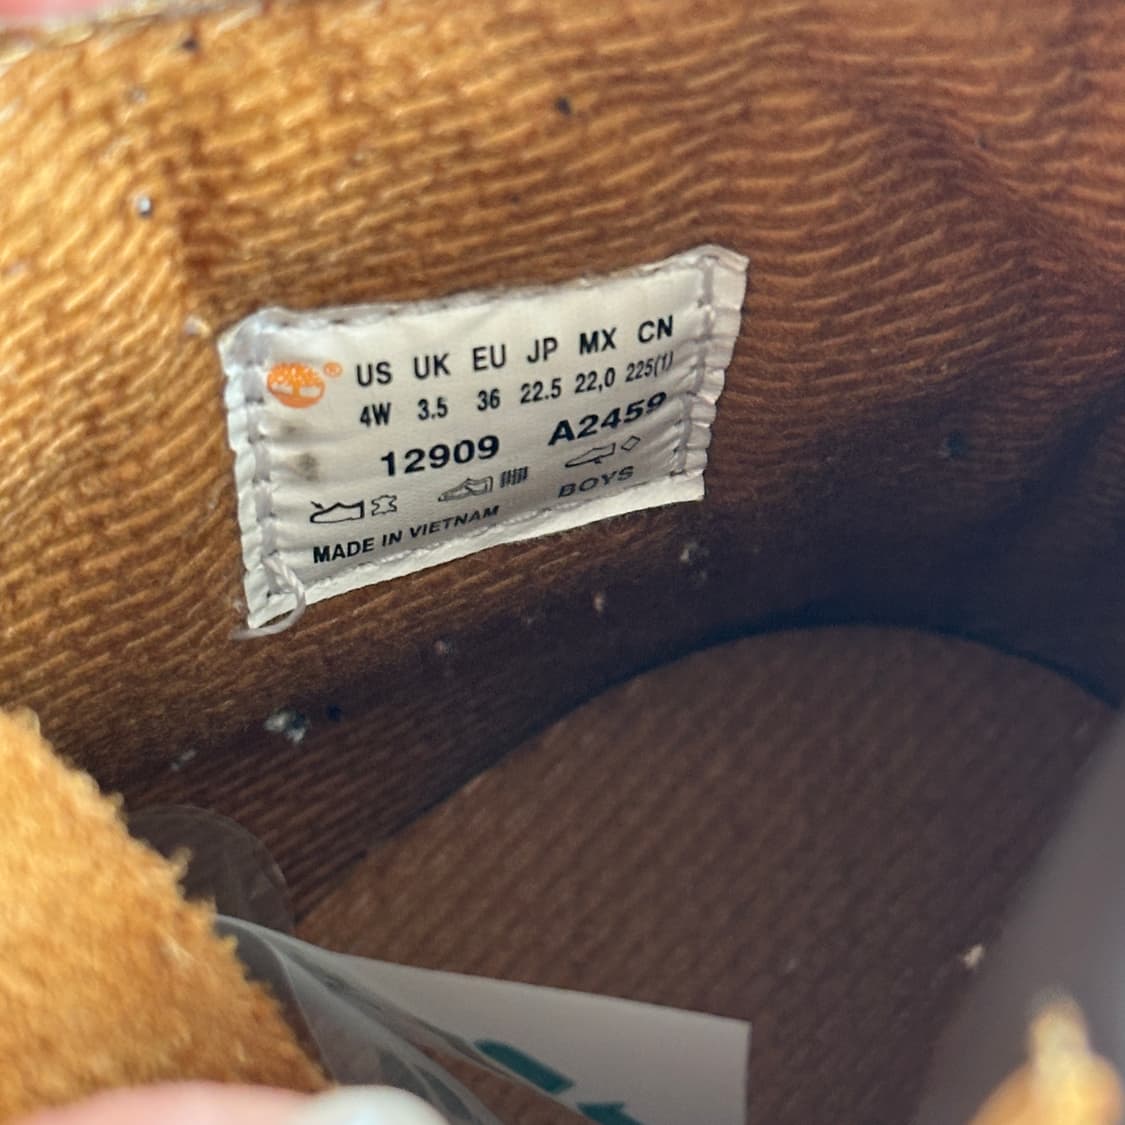 ® US UK EU JP MX CN
4W 3.5 36 22.5 22,0 225(1)
12909 A2459
MADE IN VIETNAM BOYS